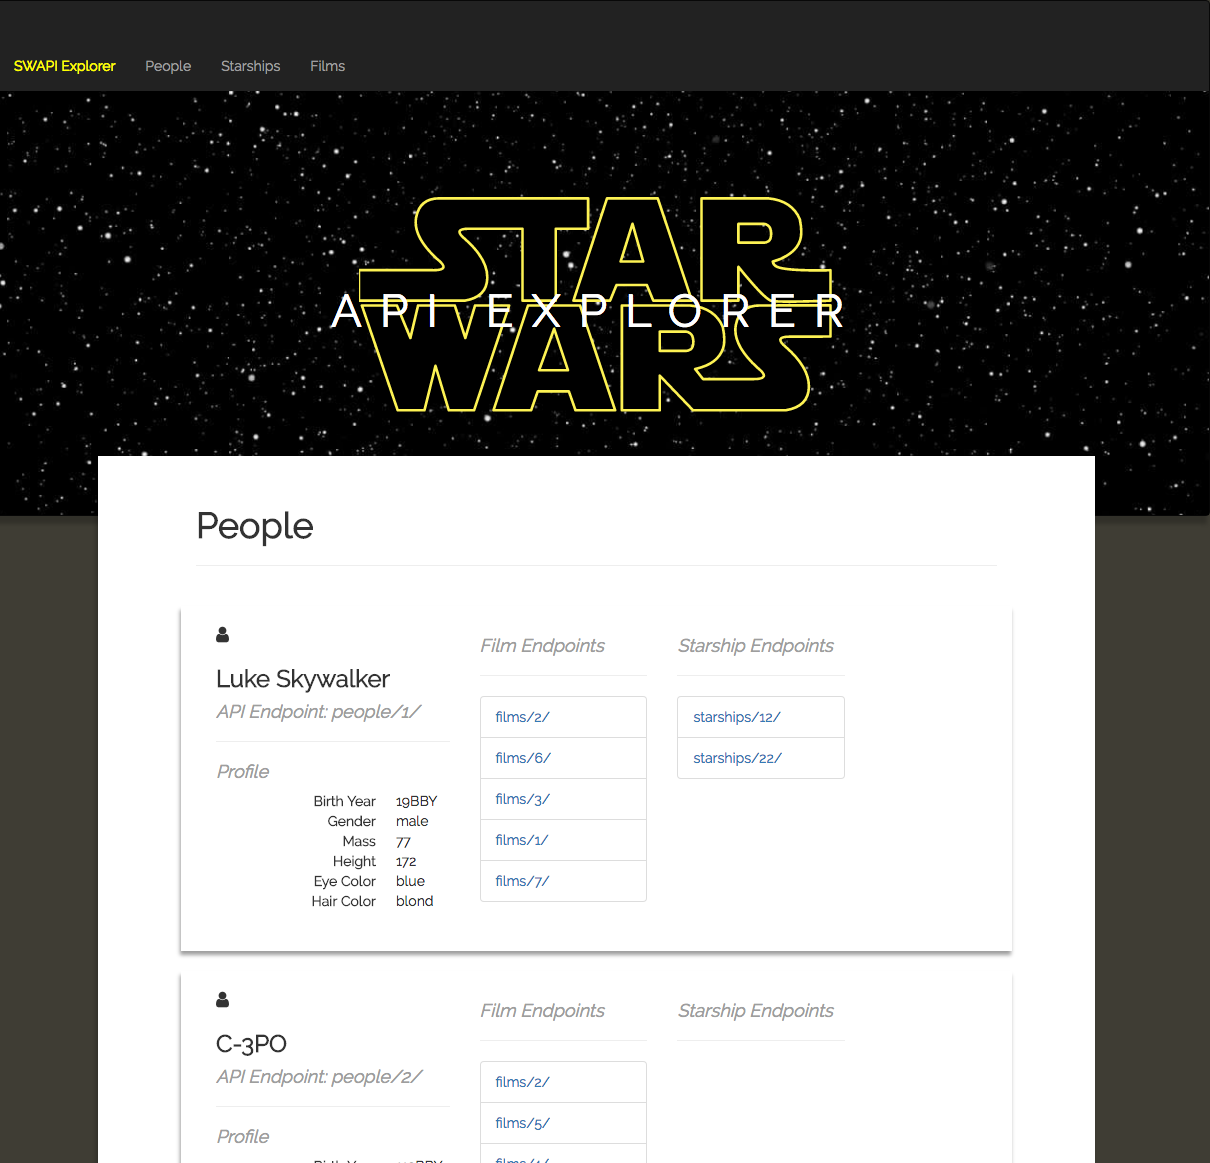 SWAPI Explorer People Starships Films
STAR
API EXPLORER
WARS
People
Luke Skywalker
API Endpoint: people/1/
Profile
Birth Year 19BBY
Gender male
Mass 77
Height 172
Eye Color blue
Hair Color blond
Film Endpoints
films/2/
films/6/
films/3/
films/1/
films/7/
Starship Endpoints
starships/12/
starships/22/
C-3PO
API Endpoint: people/2/
Profile
Film Endpoints
films/2/
films/5/
Starship Endpoints